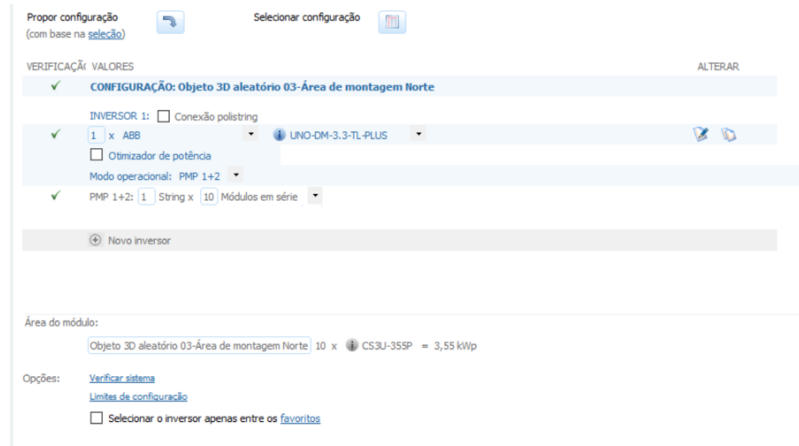 Propor configuração
Selecionar configuração
(com base na seleção)
VERIFICAÇÃ VALORES ALTERAR
CONFIGURAÇÃO: Objeto 3D aleatório 03-Área de montagem Norte
INVERSOR 1: Conexão polistring
1 x ABB UNO-DM-3.3-TL-PLUS
Otimizador de potência
Modo operacional: PMP 1+2
PMP 1+2: 1 String x 10 Módulos em série
Novo inversor
Área do módulo:
Objeto 3D aleatório 03-Área de montagem Norte 10 x CS3U-355P = 3,55 kWp
Opções: Verificar sistema
Limites de configuração
Selecionar o inversor apenas entre os favoritos